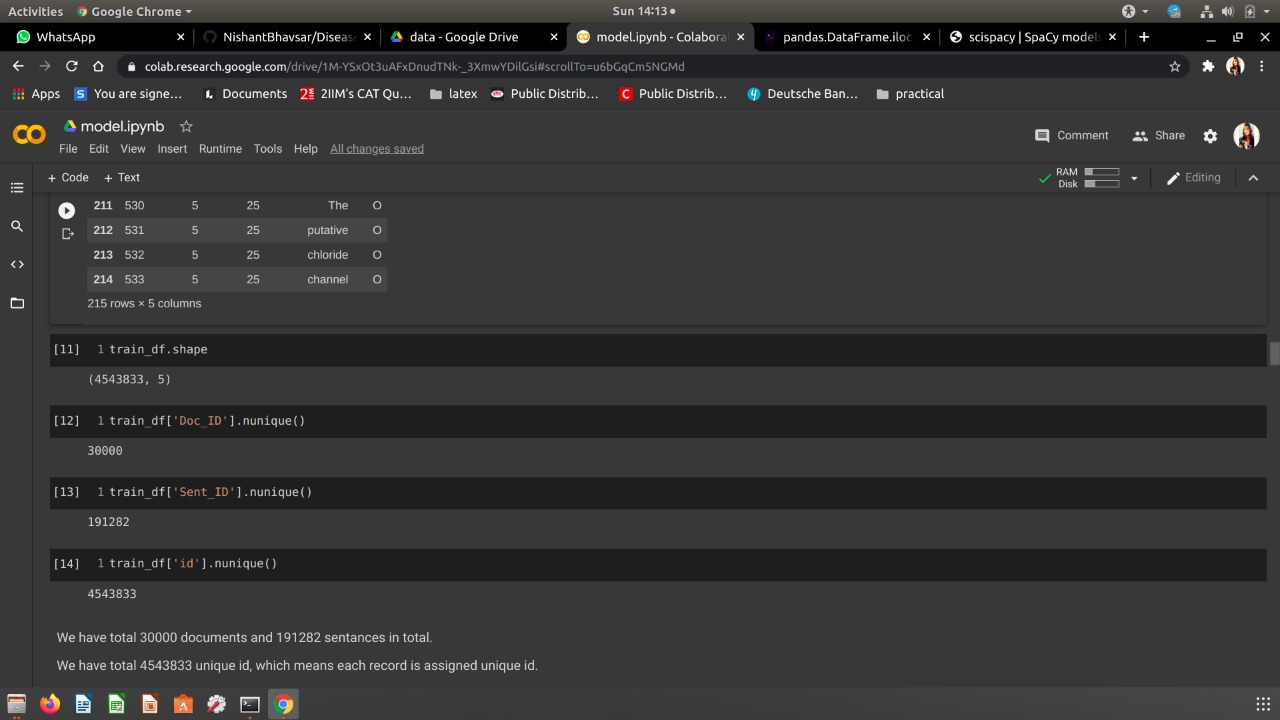 Activities Google Chrome Sun 14:13
WhatsApp NishantBhavsar/Diseas data - Google Drive model.ipynb - Colabora pandas.DataFrame.iloc scispacy | SpaCy models
colab.research.google.com/drive/1M-YSxOt3uAFxDnudTNk-_3XmwYDilGsi#scrollTo=u6bGqCm5NGMd
Apps You are signe... Documents 2IIM's CAT Qu... latex Public Distrib... Public Distrib... Deutsche Ban... practical
model.ipynb
Comment Share
File Edit View Insert Runtime Tools Help All changes saved
+ Code + Text RAM Disk Editing
211 530 5 25 The O
212 531 5 25 putative O
213 532 5 25 chloride O
214 533 5 25 channel O
215 rows × 5 columns
[11] 1 train_df.shape
(4543833, 5)
[12] 1 train_df['Doc_ID'].nunique()
30000
[13] 1 train_df['Sent_ID'].nunique()
191282
[14] 1 train_df['id'].nunique()
4543833
We have total 30000 documents and 191282 sentances in total.
We have total 4543833 unique id, which means each record is assigned unique id.